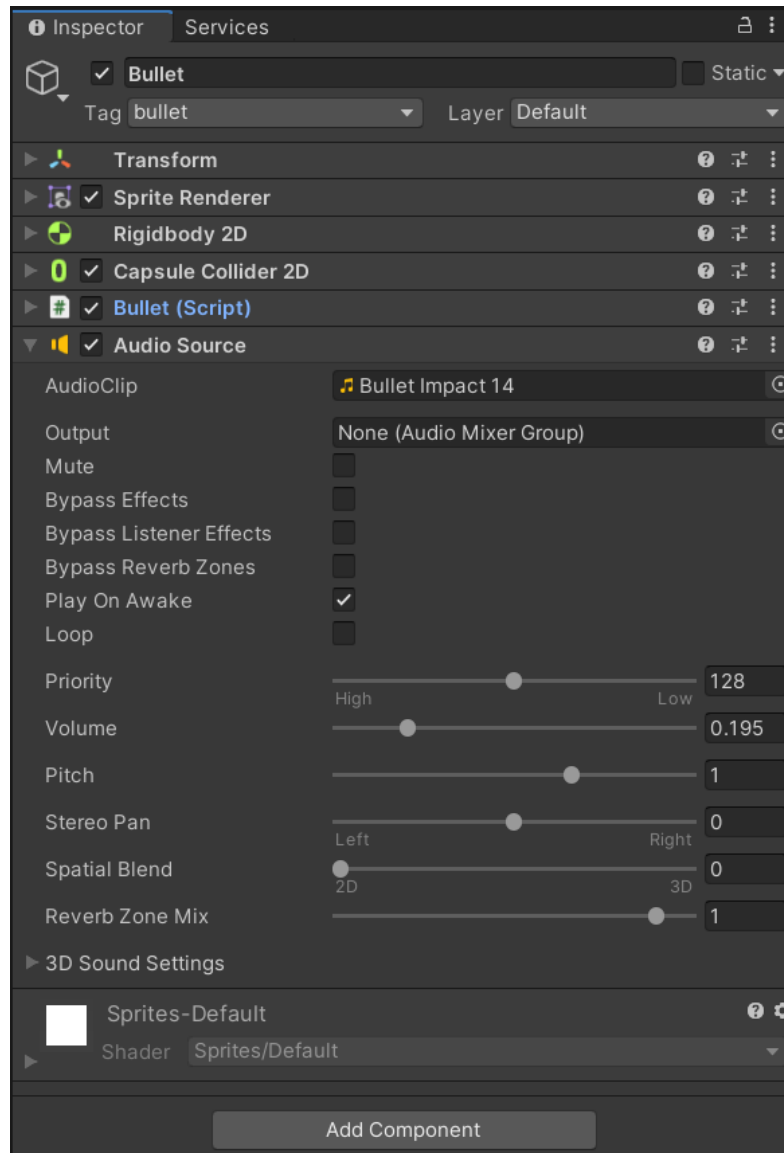 Inspector Services
Bullet Static
Tag bullet Layer Default
Transform
Sprite Renderer
Rigidbody 2D
Capsule Collider 2D
# Bullet (Script)
Audio Source
AudioClip Bullet Impact 14
Output None (Audio Mixer Group)
Mute
Bypass Effects
Bypass Listener Effects
Bypass Reverb Zones
Play On Awake
Loop
Priority 128
High Low
Volume 0.195
Pitch 1
Stereo Pan 0
Left Right
Spatial Blend 0
2D 3D
Reverb Zone Mix 1
3D Sound Settings
Sprites-Default
Shader Sprites/Default
Add Component